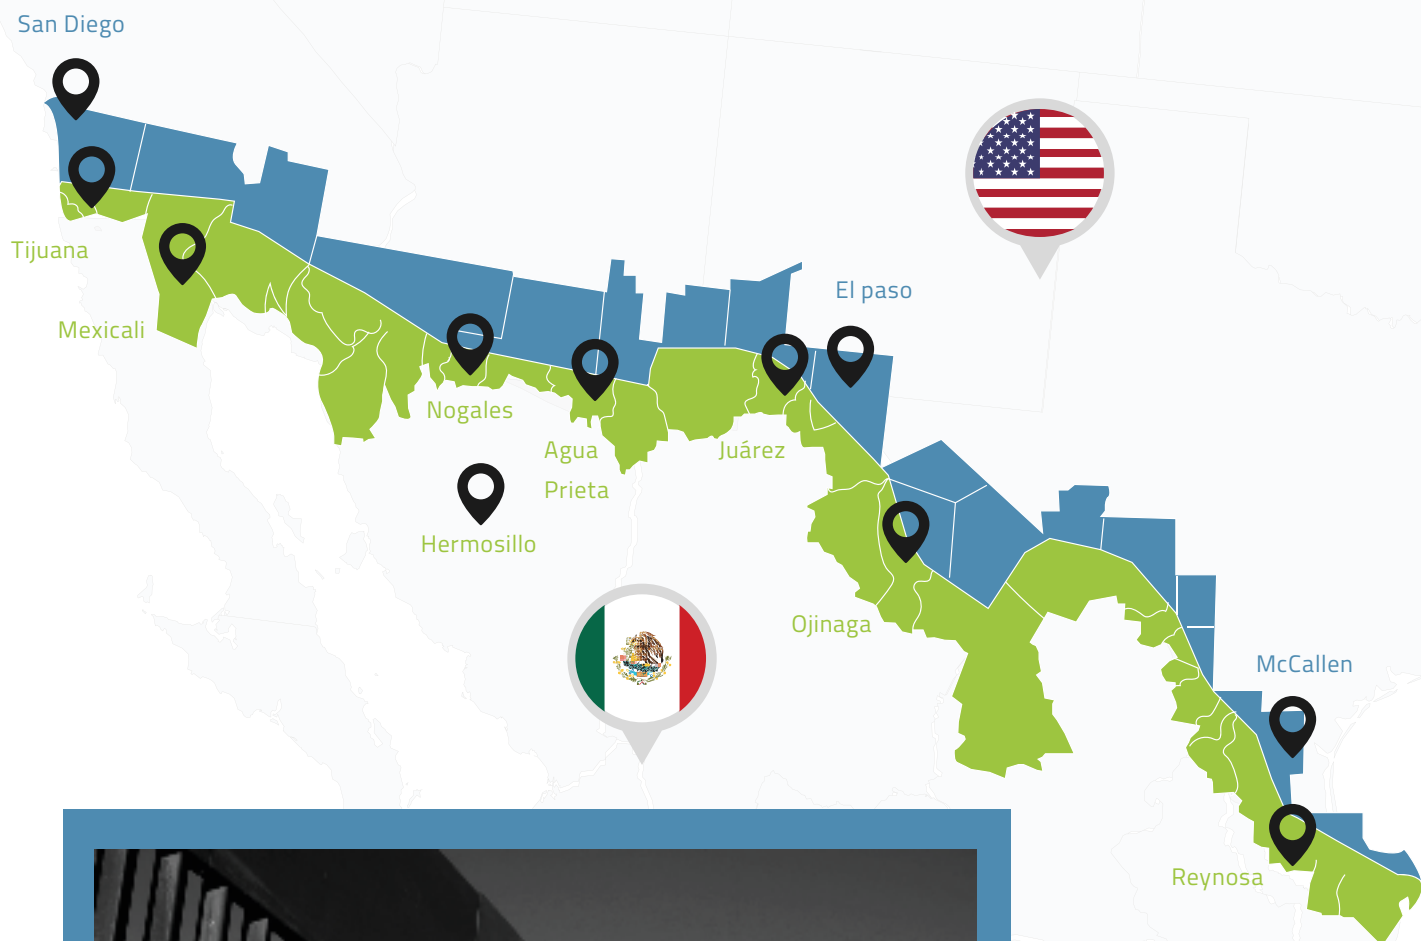 San Diego
Tijuana
Mexicali
El paso
Nogales
Agua
Prieta
Juárez
Hermosillo
Ojinaga
McCallen
Reynosa